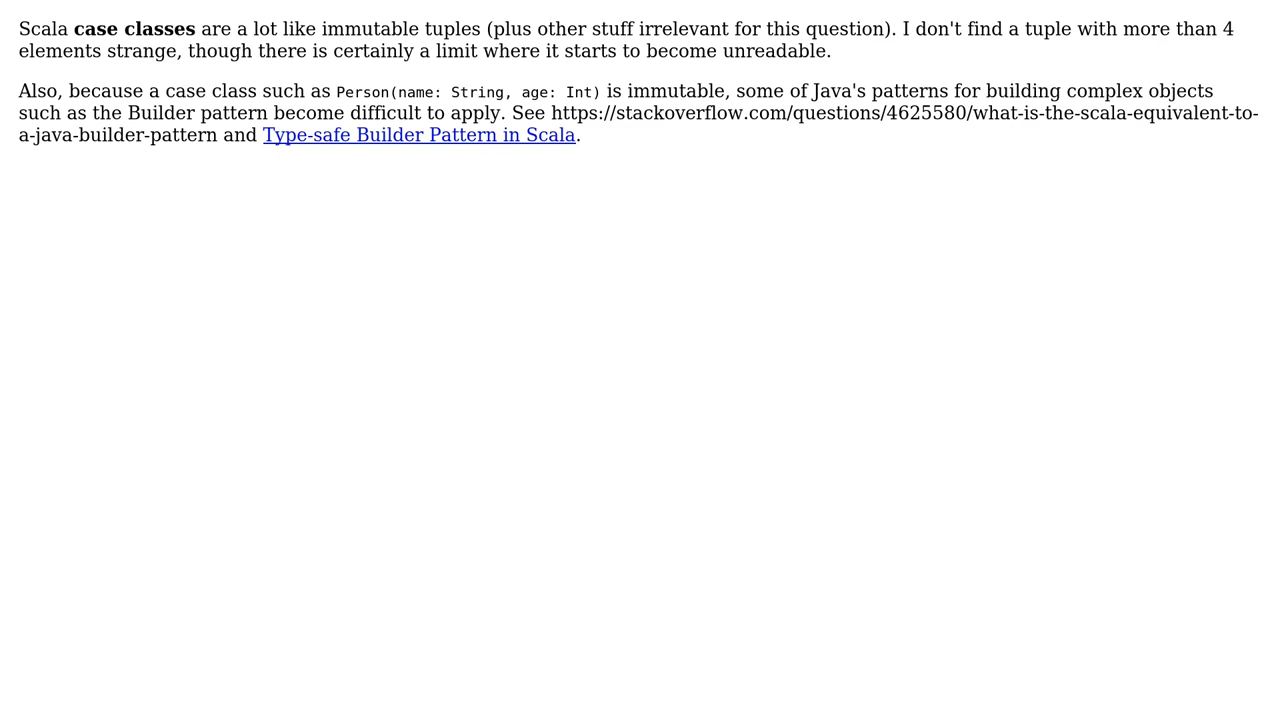 Scala case classes are a lot like immutable tuples (plus other stuff irrelevant for this question). I don't find a tuple with more than 4
elements strange, though there is certainly a limit where it starts to become unreadable.
Also, because a case class such as Person(name: String, age: Int) is immutable, some of Java's patterns for building complex objects
such as the Builder pattern become difficult to apply. See https://stackoverflow.com/questions/4625580/what-is-the-scala-equivalent-to-
a-java-builder-pattern and Type-safe Builder Pattern in Scala.